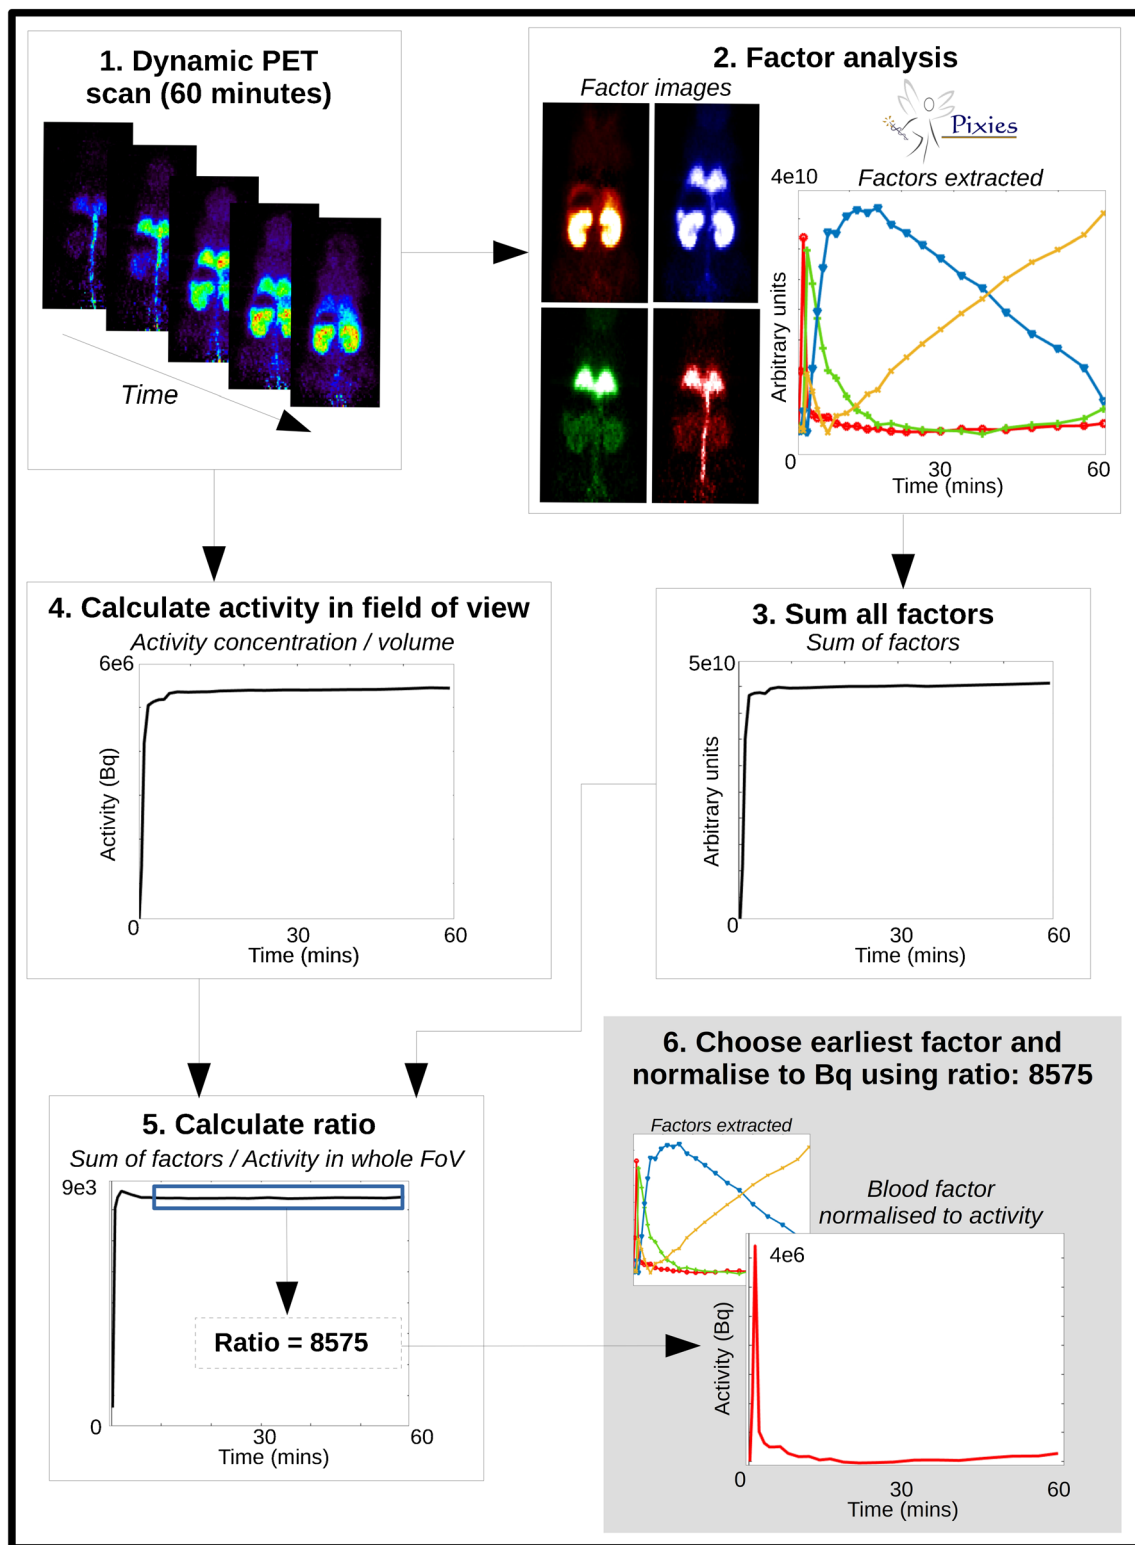 1. Dynamic PET
scan (60 minutes)
Time
2. Factor analysis
Factor images
Pixies
Factors extracted
4e10
Arbitrary units
0
30
60
Time (mins)
3. Sum all factors
Sum of factors
5e10
Arbitrary units
0
30
60
Time (mins)
4. Calculate activity in field of view
Activity concentration / volume
6e6
Activity (Bq)
0
30
60
Time (mins)
5. Calculate ratio
Sum of factors / Activity in whole FoV
9e3
Ratio = 8575
0
30
60
Time (mins)
6. Choose earliest factor and
normalise to Bq using ratio: 8575
Factors extracted
Blood factor
normalised to activity
4e6
Activity (Bq)
0
30
60
Time (mins)